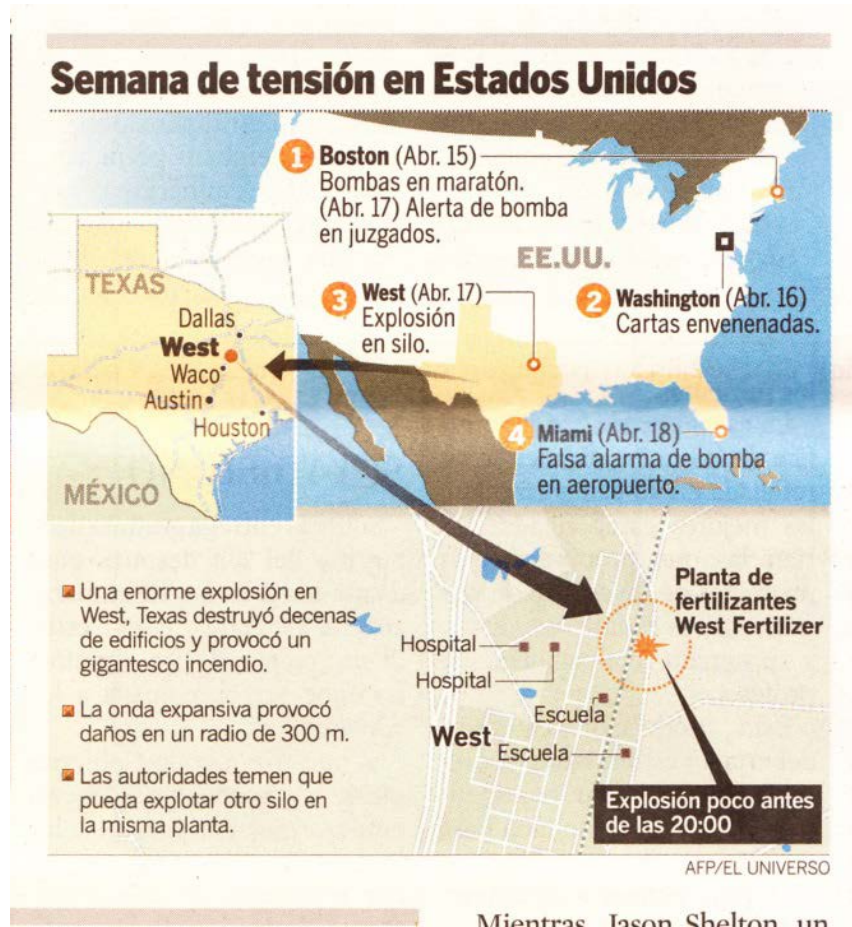 Semana de tensión en Estados Unidos
1 Boston (Abr. 15)
Bombas en maratón.
(Abr. 17) Alerta de bomba
en juzgados.
EE.UU.
2 Washington (Abr. 16)
Cartas envenenadas.
3 West (Abr. 17)
Explosión
en silo.
4 Miami (Abr. 18)
Falsa alarma de bomba
en aeropuerto.
TEXAS
Dallas
West
Waco
Austin
Houston
MÉXICO
Una enorme explosión en
West, Texas destruyó decenas
de edificios y provocó un
gigantesco incendio.
La onda expansiva provocó
daños en un radio de 300 m.
Las autoridades temen que
pueda explotar otro silo en
la misma planta.
Planta de
fertilizantes
West Fertilizer
Hospital
Hospital
Escuela
West
Escuela
Explosión poco antes
de las 20:00
AFP/EL UNIVERSO
Mientras, Jason Shelton, un